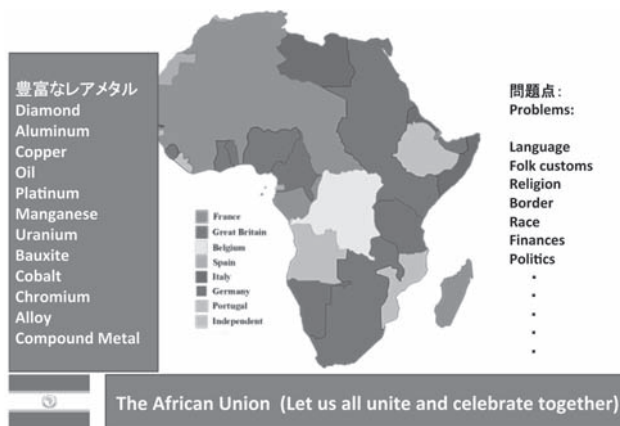 豊富なレアメタル
Diamond
Aluminum
Copper
Oil
Platinum
Manganese
Uranium
Bauxite
Cobalt
Chromium
Alloy
Compound Metal
France
Great Britain
Belgium
Spain
Italy
Germany
Portugal
Independent
問題点：
Problems:
Language
Folk customs
Religion
Border
Race
Finances
Politics
The African Union (Let us all unite and celebrate together)